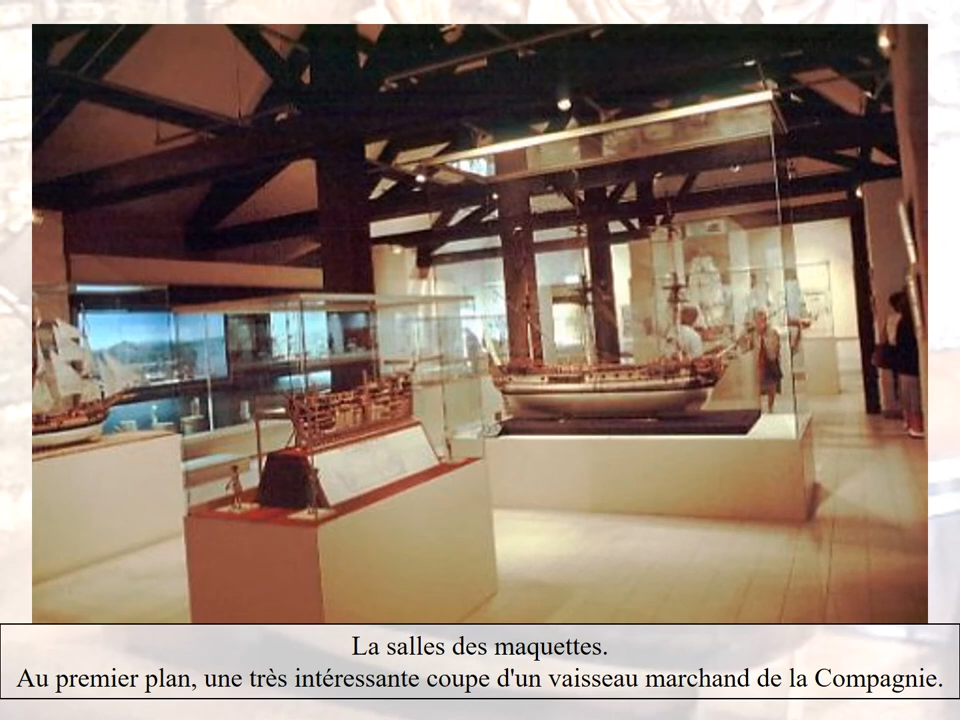 La salles des maquettes.
Au premier plan, une très intéressante coupe d'un vaisseau marchand de la Compagnie.